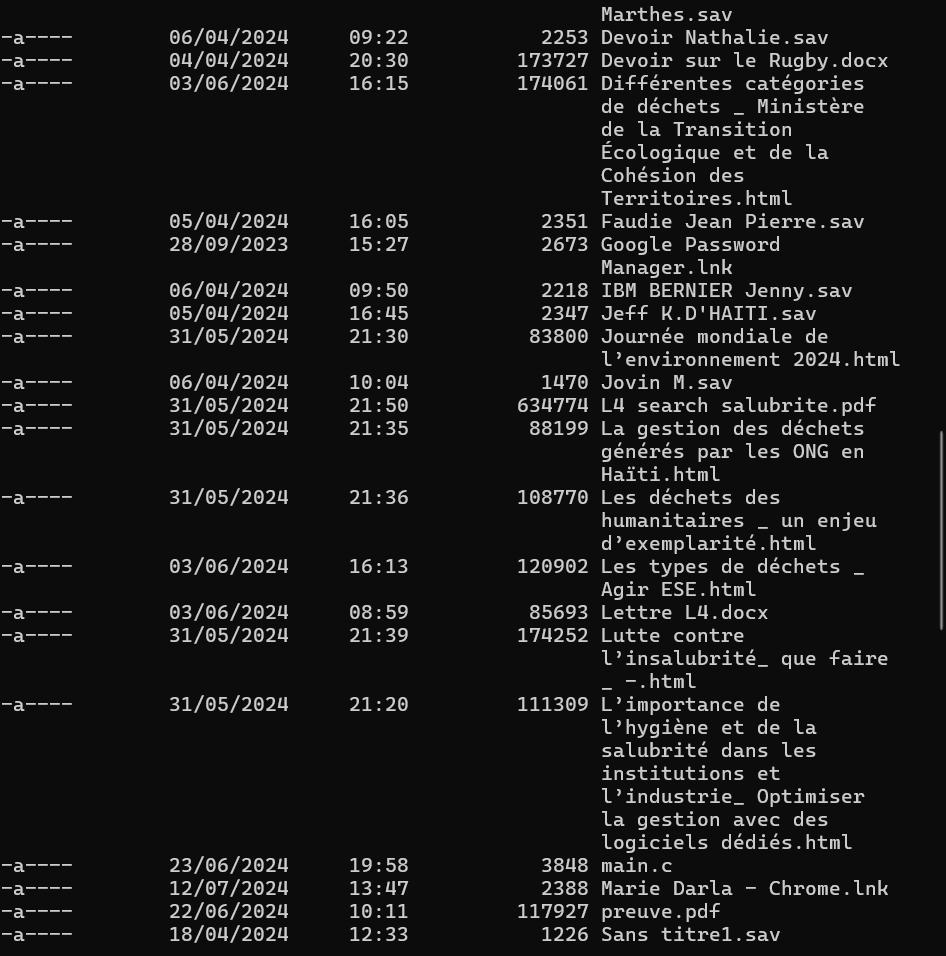 Marthes.sav
-a---- 06/04/2024 09:22 2253 Devoir Nathalie.sav
-a---- 04/04/2024 20:30 173727 Devoir sur le Rugby.docx
-a---- 03/06/2024 16:15 174061 Différentes catégories
de déchets _ Ministère
de la Transition
Écologique et de la
Cohésion des
Territoires.html
-a---- 05/04/2024 16:05 2351 Faudie Jean Pierre.sav
-a---- 28/09/2023 15:27 2673 Google Password
Manager.lnk
-a---- 06/04/2024 09:50 2218 IBM BERNIER Jenny.sav
-a---- 05/04/2024 16:45 2347 Jeff K.D'HAITI.sav
-a---- 31/05/2024 21:30 83800 Journée mondiale de
l’environnement 2024.html
-a---- 06/04/2024 10:04 1470 Jovin M.sav
-a---- 31/05/2024 21:50 634774 L4 search salubrite.pdf
-a---- 31/05/2024 21:35 88199 La gestion des déchets
générés par les ONG en
Haïti.html
-a---- 31/05/2024 21:36 108770 Les déchets des
humanitaires _ un enjeu
d’exemplarité.html
-a---- 03/06/2024 16:13 120902 Les types de déchets _
Agir ESE.html
-a---- 03/06/2024 08:59 85693 Lettre L4.docx
-a---- 31/05/2024 21:39 174252 Lutte contre
l’insalubrité_ que faire
_ -.html
-a---- 31/05/2024 21:20 111309 L’importance de
l’hygiène et de la
salubrité dans les
institutions et
l’industrie_ Optimiser
la gestion avec des
logiciels dédiés.html
-a---- 23/06/2024 19:58 3848 main.c
-a---- 12/07/2024 13:47 2388 Marie Darla - Chrome.lnk
-a---- 22/06/2024 10:11 117927 preuve.pdf
-a---- 18/04/2024 12:33 1226 Sans titre1.sav